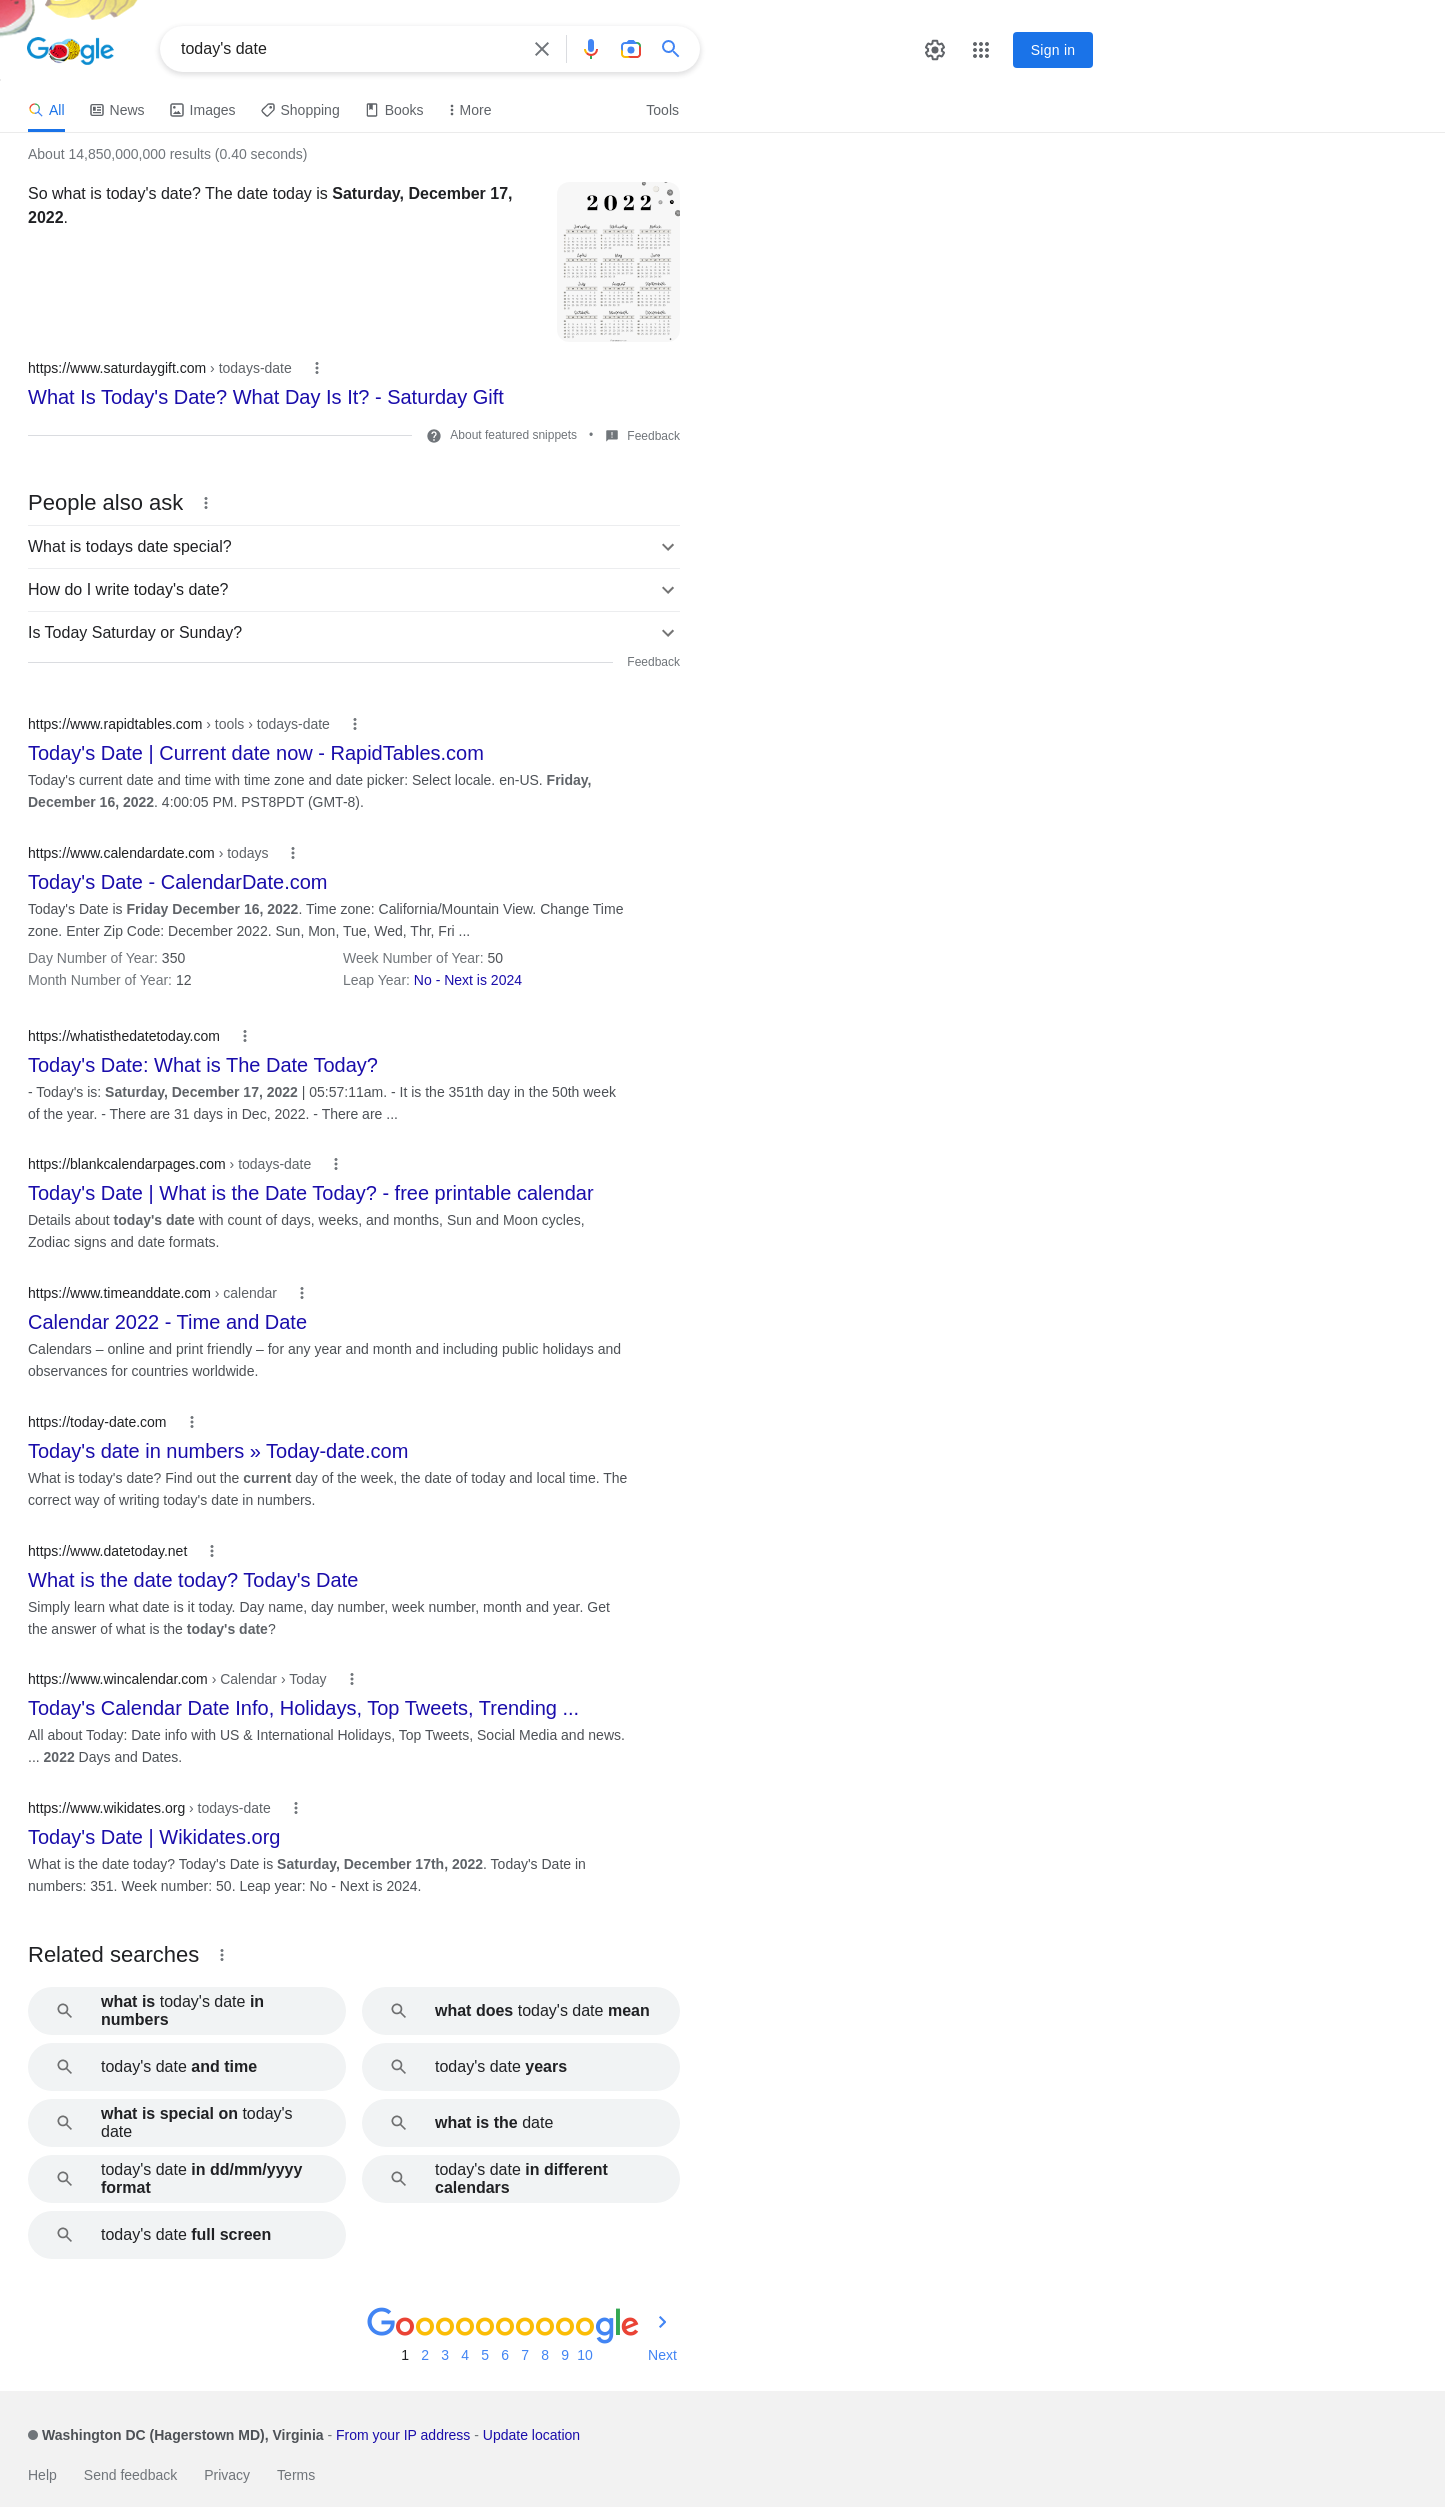 Google
today's date
Sign in
All
News
Images
Shopping
Books
More
Tools
About 14,850,000,000 results (0.40 seconds)
So what is today's date? The date today is Saturday, December 17,
2022.
2022
https://www.saturdaygift.com › todays-date
What Is Today's Date? What Day Is It? - Saturday Gift
About featured snippets • Feedback
People also ask
What is todays date special?
How do I write today's date?
Is Today Saturday or Sunday?
Feedback
https://www.rapidtables.com › tools › todays-date
Today's Date | Current date now - RapidTables.com
Today's current date and time with time zone and date picker: Select locale. en-US. Friday,
December 16, 2022. 4:00:05 PM. PST8PDT (GMT-8).
https://www.calendardate.com › todays
Today's Date - CalendarDate.com
Today's Date is Friday December 16, 2022. Time zone: California/Mountain View. Change Time
zone. Enter Zip Code: December 2022. Sun, Mon, Tue, Wed, Thr, Fri ...
Day Number of Year: 350
Week Number of Year: 50
Month Number of Year: 12
Leap Year: No - Next is 2024
https://whatisthedatetoday.com
Today's Date: What is The Date Today?
- Today's is: Saturday, December 17, 2022 | 05:57:11am. - It is the 351th day in the 50th week
of the year. - There are 31 days in Dec, 2022. - There are ...
https://blankcalendarpages.com › todays-date
Today's Date | What is the Date Today? - free printable calendar
Details about today's date with count of days, weeks, and months, Sun and Moon cycles,
Zodiac signs and date formats.
https://www.timeanddate.com › calendar
Calendar 2022 - Time and Date
Calendars – online and print friendly – for any year and month and including public holidays and
observances for countries worldwide.
https://today-date.com
Today's date in numbers » Today-date.com
What is today's date? Find out the current day of the week, the date of today and local time. The
correct way of writing today's date in numbers.
https://www.datetoday.net
What is the date today? Today's Date
Simply learn what date is it today. Day name, day number, week number, month and year. Get
the answer of what is the today's date?
https://www.wincalendar.com › Calendar › Today
Today's Calendar Date Info, Holidays, Top Tweets, Trending ...
All about Today: Date info with US & International Holidays, Top Tweets, Social Media and news.
... 2022 Days and Dates.
https://www.wikidates.org › todays-date
Today's Date | Wikidates.org
What is the date today? Today's Date is Saturday, December 17th, 2022. Today's Date in
numbers: 351. Week number: 50. Leap year: No - Next is 2024.
Related searches
what is today's date in
numbers
what does today's date mean
today's date and time
today's date years
what is special on today's
date
what is the date
today's date in dd/mm/yyyy
format
today's date in different
calendars
today's date full screen
Goooooooooogle
1 2 3 4 5 6 7 8 9 10 Next
Washington DC (Hagerstown MD), Virginia - From your IP address - Update location
Help
Send feedback
Privacy
Terms